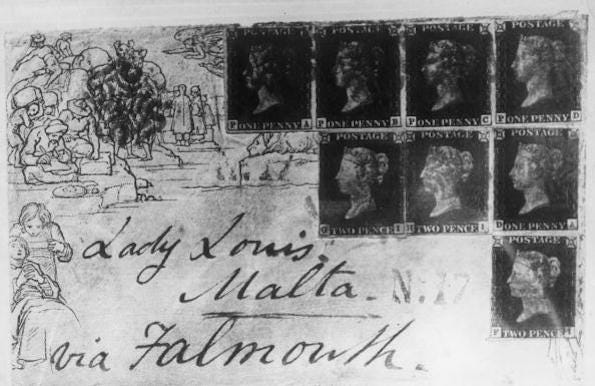 POSTAGE POSTAGE POSTAGE POSTAGE
P ONE PENNY A P ONE PENNY B P ONE PENNY C P ONE PENNY D
POSTAGE POSTAGE POSTAGE
G TWO PENCE I H TWO PENCE I D ONE PENNY A
POSTAGE
F TWO PENCE I
Lady Louis.
Malta.
N: 17
via Falmouth.